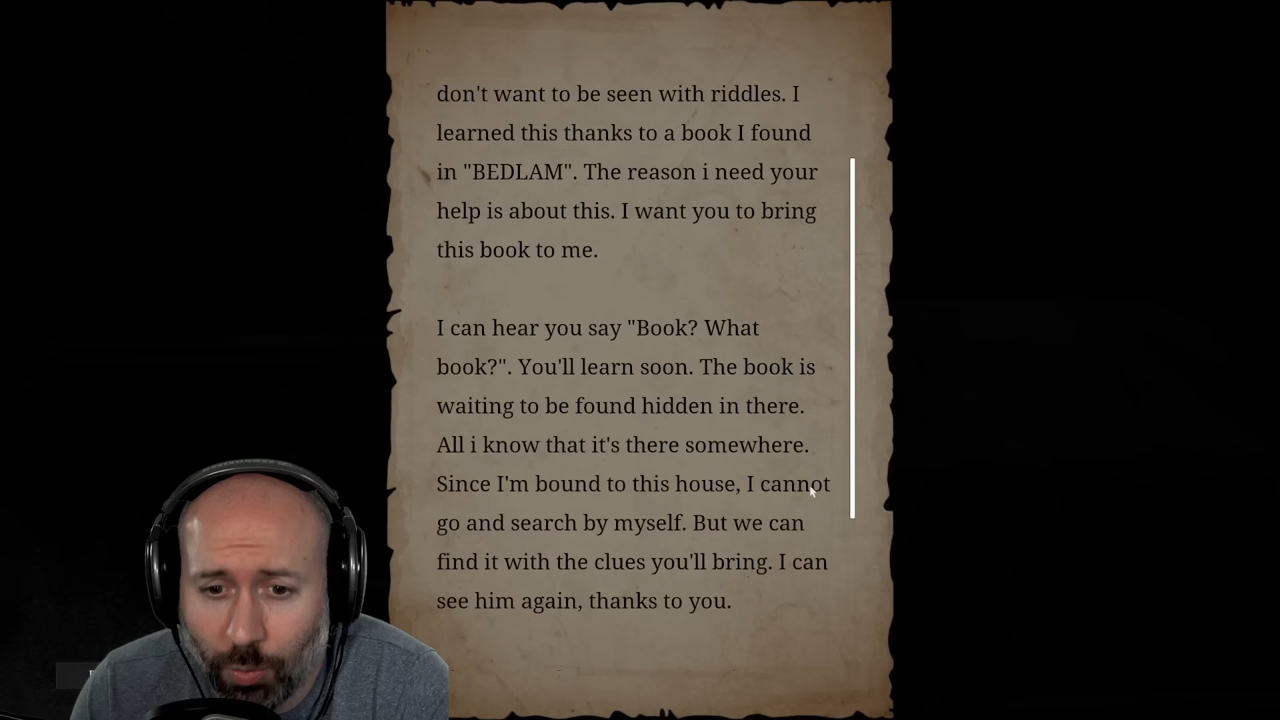 don't want to be seen with riddles. I
learned this thanks to a book I found
in "BEDLAM". The reason i need your
help is about this. I want you to bring
this book to me.
I can hear you say "Book? What
book?". You'll learn soon. The book is
waiting to be found hidden in there.
All i know that it's there somewhere.
Since I'm bound to this house, I cannot
go and search by myself. But we can
find it with the clues you'll bring. I can
see him again, thanks to you.